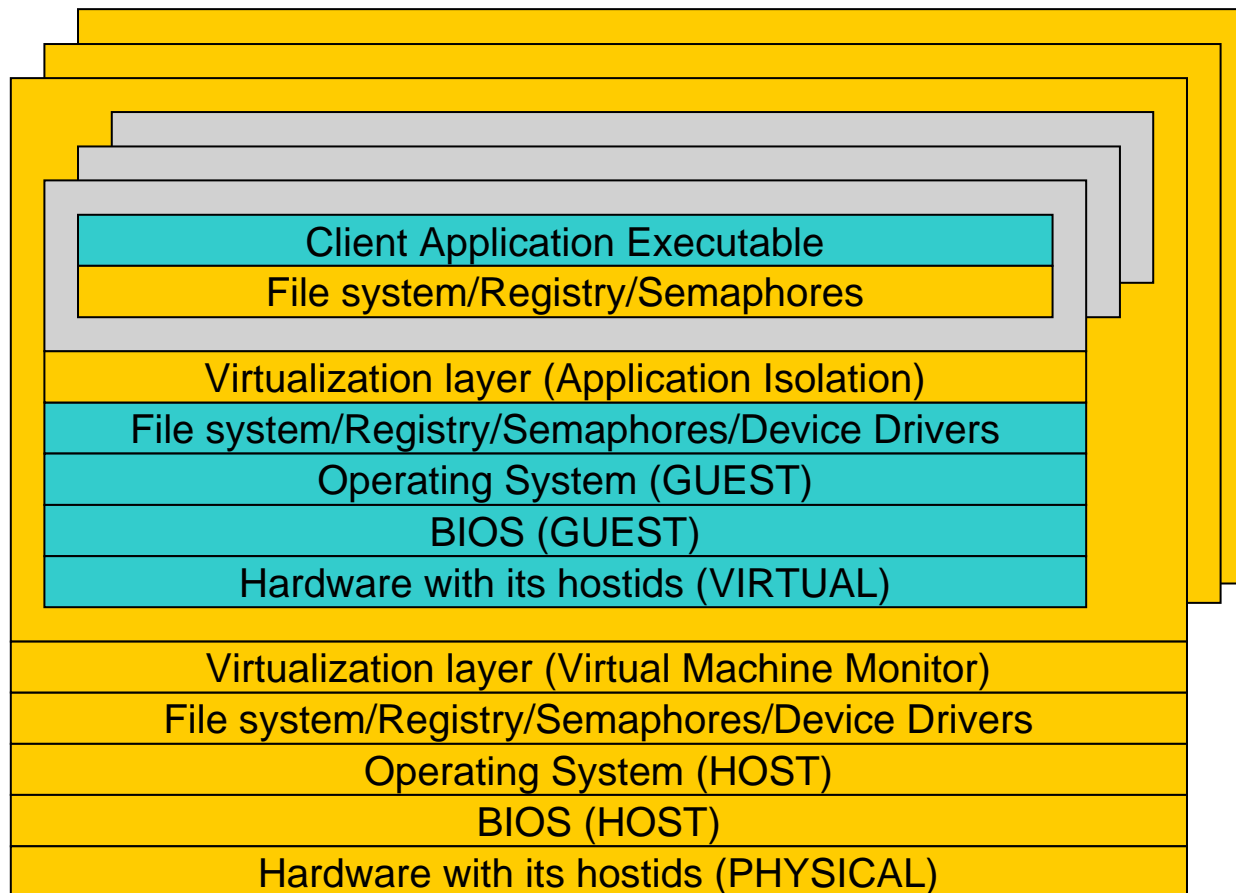 Client Application Executable
File system/Registry/Semaphores
Virtualization layer (Application Isolation)
File system/Registry/Semaphores/Device Drivers
Operating System (GUEST)
BIOS (GUEST)
Hardware with its hostids (VIRTUAL)
Virtualization layer (Virtual Machine Monitor)
File system/Registry/Semaphores/Device Drivers
Operating System (HOST)
BIOS (HOST)
Hardware with its hostids (PHYSICAL)